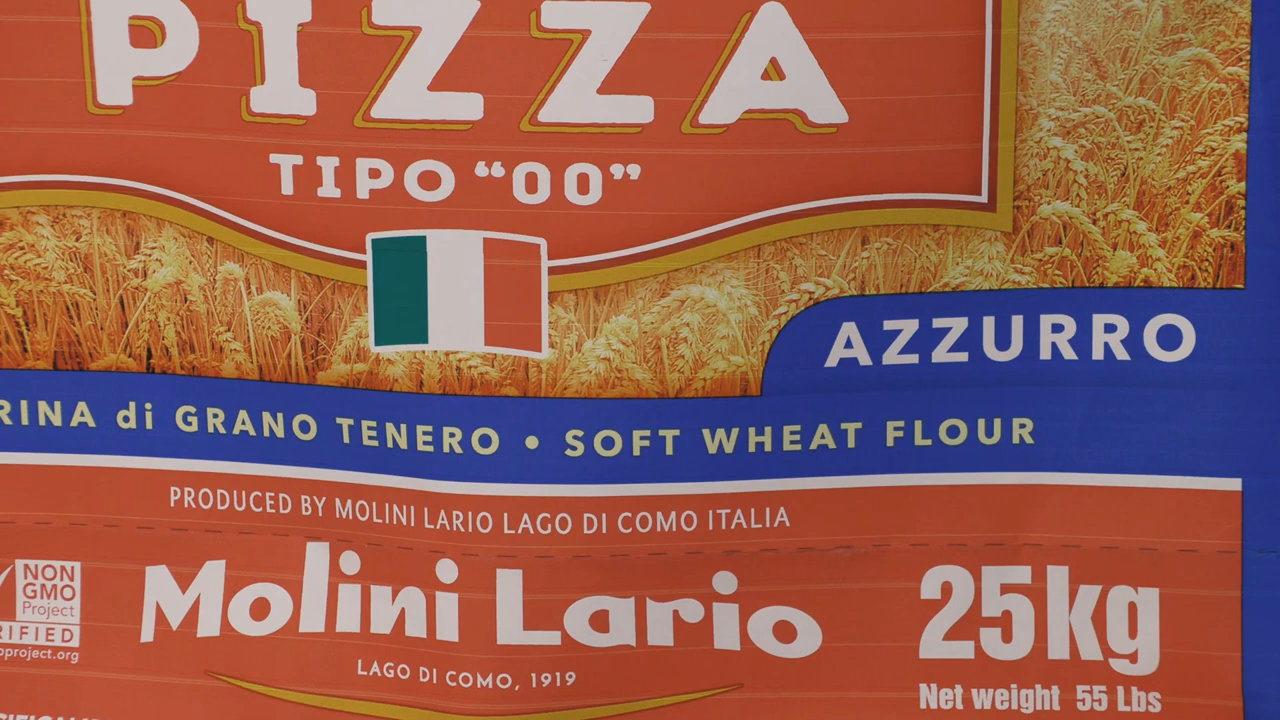 PIZZA
TIPO “00”
AZZURRO
RINA di GRANO TENERO • SOFT WHEAT FLOUR
PRODUCED BY MOLINI LARIO LAGO DI COMO ITALIA
NON
GMO
Project
RIFIED
project.org
Molini Lario
LAGO DI COMO, 1919
25kg
Net weight 55 Lbs